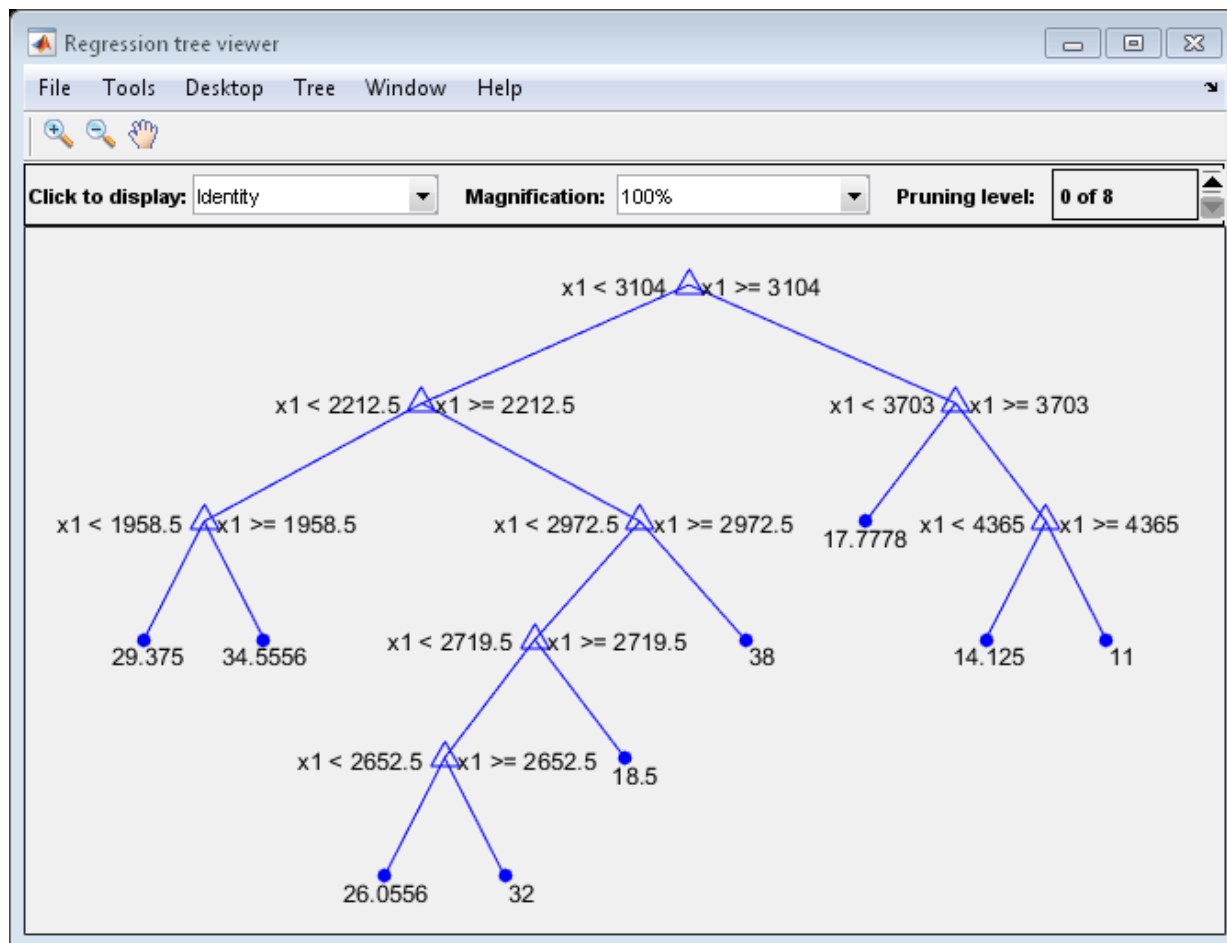 Regression tree viewer
File Tools Desktop Tree Window Help
Click to display: Identity Magnification: 100% Pruning level: 0 of 8
x1 < 3104 x1 >= 3104
x1 < 2212.5 x1 >= 2212.5 x1 < 3703 x1 >= 3703
x1 < 1958.5 x1 >= 1958.5 x1 < 2972.5 x1 >= 2972.5 17.7778 x1 < 4365 x1 >= 4365
29.375 34.5556 x1 < 2719.5 x1 >= 2719.5 38 14.125 11
x1 < 2652.5 x1 >= 2652.5 18.5
26.0556 32